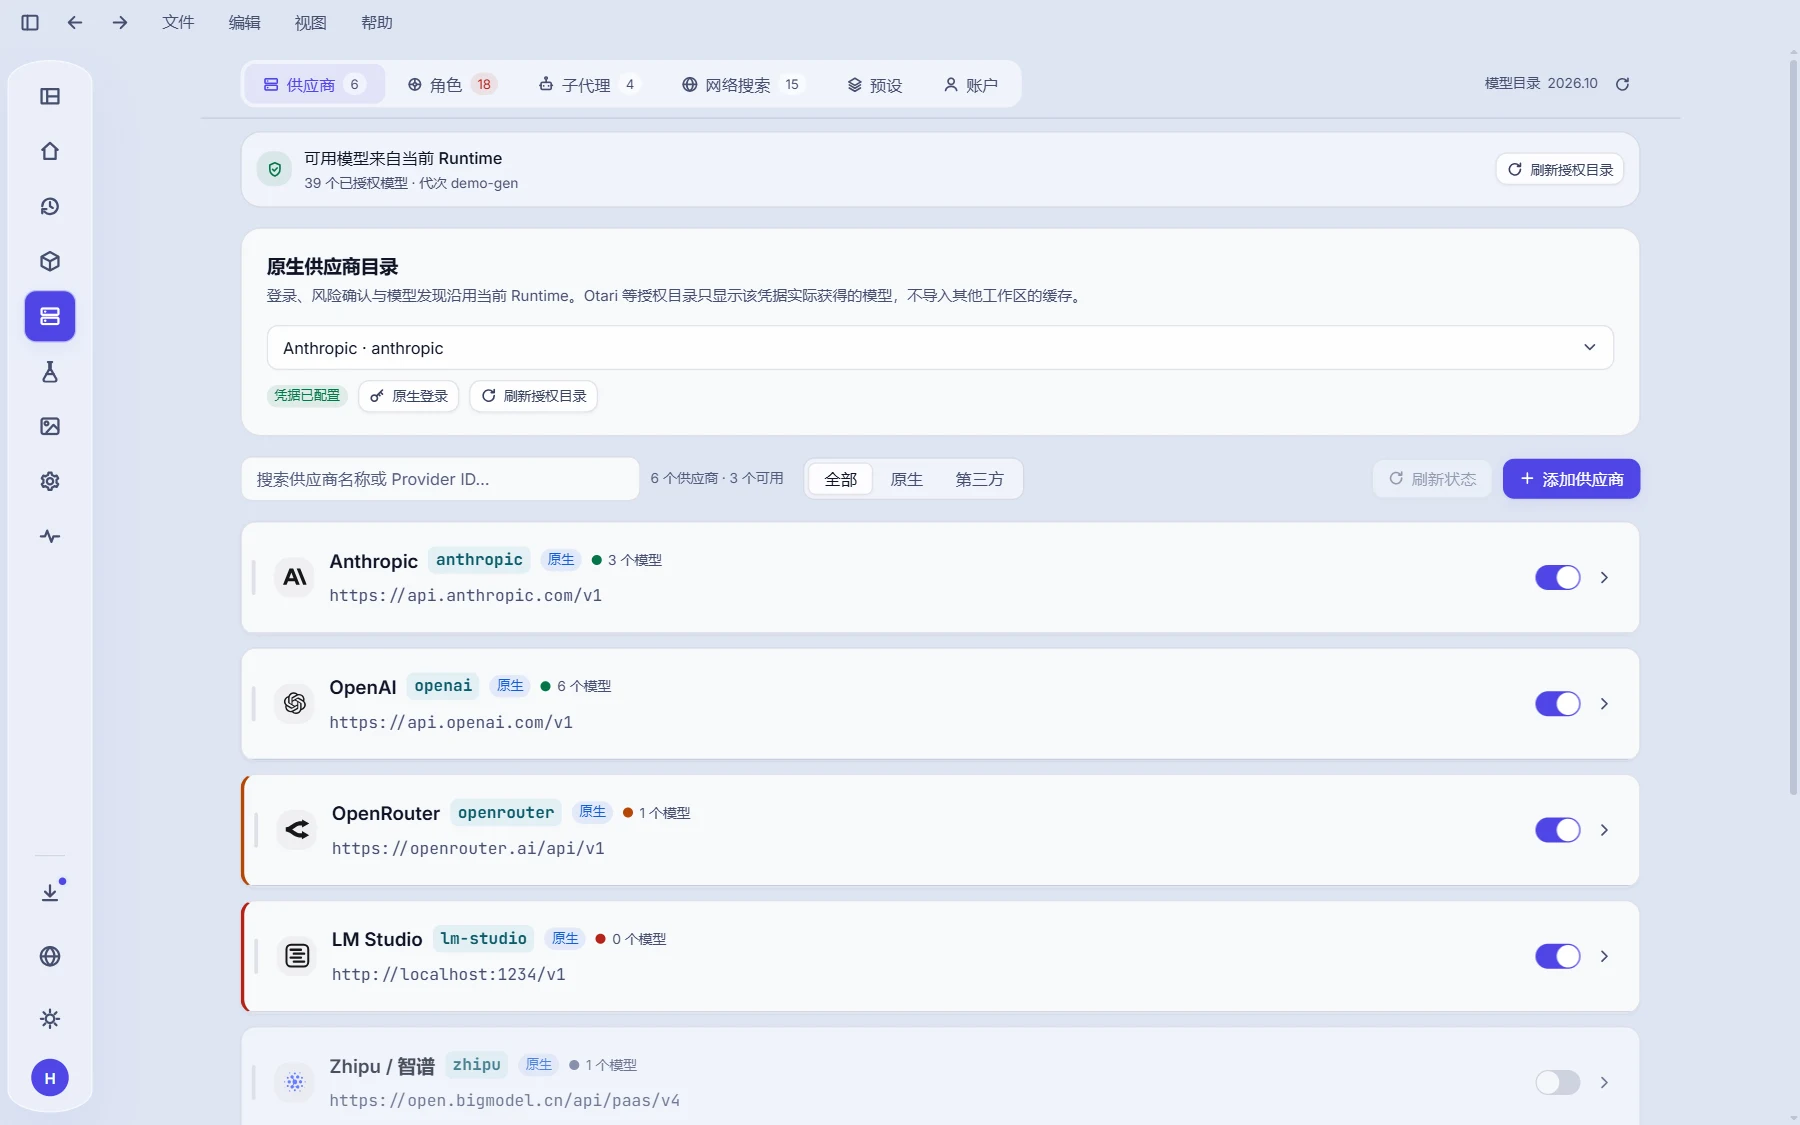 文件 编辑 视图 帮助
供应商 6 角色 18 子代理 4 网络搜索 15 预设 账户
模型目录 2026.10
可用模型来自当前 Runtime
39 个已授权模型 · 代次 demo-gen
刷新授权目录
原生供应商目录
登录、风险确认与模型发现沿用当前 Runtime。Otari 等授权目录只显示该凭据实际获得的模型，不导入其他工作区的缓存。
Anthropic · anthropic
凭据已配置 原生登录 刷新授权目录
搜索供应商名称或 Provider ID... 6 个供应商 · 3 个可用 全部 原生 第三方 刷新状态 添加供应商
Anthropic anthropic 原生 3 个模型
https://api.anthropic.com/v1
OpenAI openai 原生 6 个模型
https://api.openai.com/v1
OpenRouter openrouter 原生 1 个模型
https://openrouter.ai/api/v1
LM Studio lm-studio 原生 0 个模型
http://localhost:1234/v1
Zhipu / 智谱 zhipu 原生 1 个模型
https://open.bigmodel.cn/api/paas/v4
H